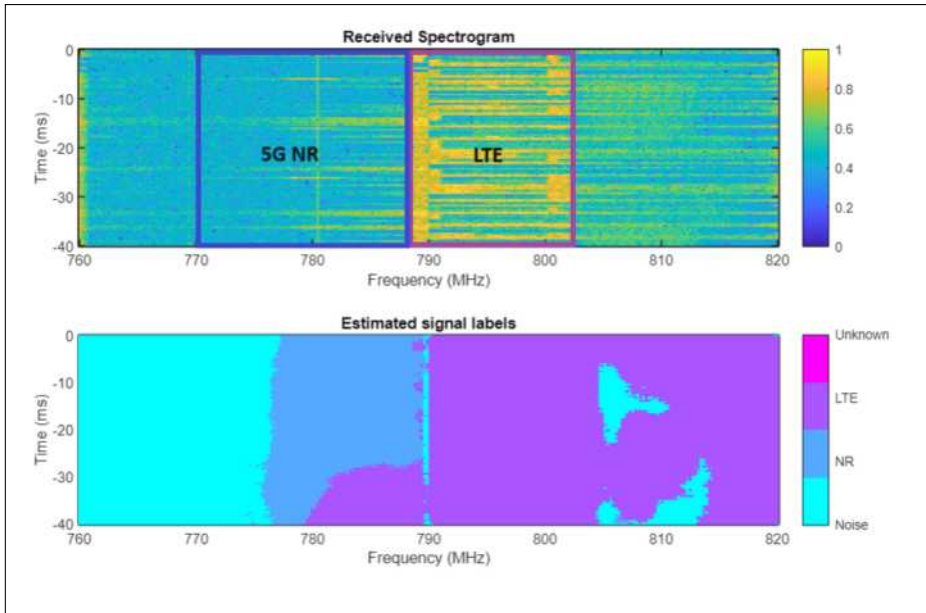 Received Spectrogram
0
-10
-20
-30
-40
Time (ms)
5G NR
LTE
760
770
780
790
800
810
820
Frequency (MHz)
1
0.8
0.6
0.4
0.2
0
Estimated signal labels
0
-10
-20
-30
-40
Time (ms)
760
770
780
790
800
810
820
Frequency (MHz)
Unknown
LTE
NR
Noise